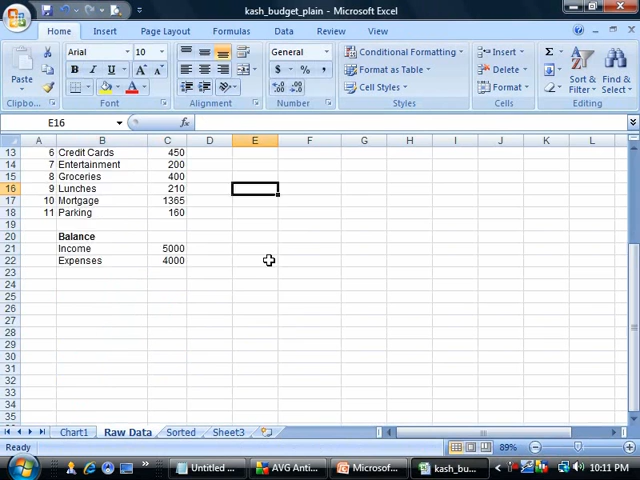 kash_budget_plain - Microsoft Excel
Home Insert Page Layout Formulas Data Review View
Paste
Clipboard
Arial 10
B I U A A
Font
Alignment
General
$ % ,
Number
Conditional Formatting
Format as Table
Cell Styles
Styles
Insert
Delete
Format
Cells
Σ
Sort & Filter
Find & Select
Editing
E16 fx
A B C D E F G H I J K L
13 6 Credit Cards 450
14 7 Entertainment 200
15 8 Groceries 400
16 9 Lunches 210
17 10 Mortgage 1365
18 11 Parking 160
19
20 Balance
21 Income 5000
22 Expenses 4000
23
24
25
26
27
28
29
30
31
32
33
34
35
Chart1 Raw Data Sorted Sheet3
Ready 89%
Untitled ... AVG Anti... Microsof... kash_bu... 10:11 PM